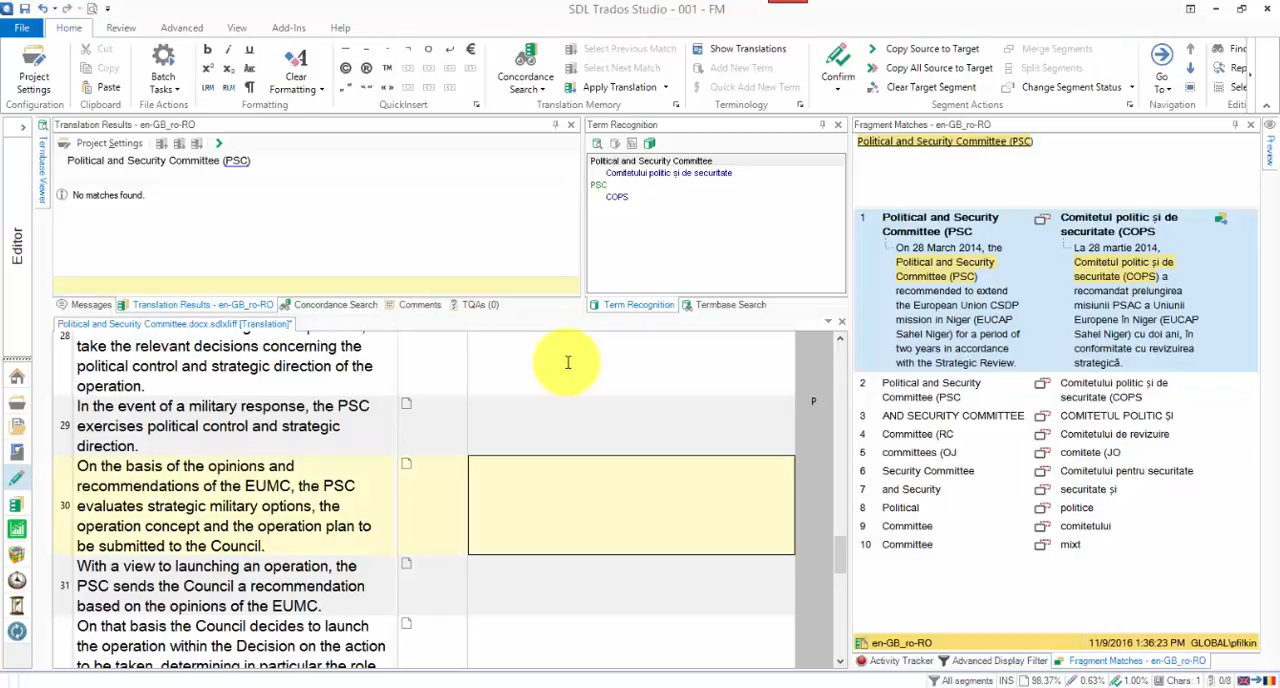 SDL Trados Studio - 001 - FM
File Home Review Advanced View Add-Ins Help
Project Settings
Configuration
Cut
Copy
Paste
Clipboard
Batch Tasks
File Actions
Clear Formatting
Formatting
QuickInsert
Concordance Search
Select Previous Match
Select Next Match
Apply Translation
Translation Memory
Show Translations
Add New Term
Quick Add New Term
Terminology
Confirm
Copy Source to Target
Copy All Source to Target
Clear Target Segment
Merge Segments
Split Segments
Change Segment Status
Segment Actions
Go To
Navigation
Find
Rep
Sele
Editi
Termbase Viewer
Editor
Translation Results - en-GB_ro-RO
Project Settings
Political and Security Committee (PSC)
No matches found.
Messages Translation Results - en-GB_ro-RO Concordance Search Comments TQAs (0)
Term Recognition
Political and Security Committee
Comitetului politic și de securitate
PSC
COPS
Term Recognition Termbase Search
Political and Security Committee.docx.sdlxliff [Translation]*
28
take the relevant decisions concerning the
political control and strategic direction of the
operation.
29 In the event of a military response, the PSC
exercises political control and strategic
direction.
P
30 On the basis of the opinions and
recommendations of the EUMC, the PSC
evaluates strategic military options, the
operation concept and the operation plan to
be submitted to the Council.
31 With a view to launching an operation, the
PSC sends the Council a recommendation
based on the opinions of the EUMC.
On that basis the Council decides to launch
the operation within the Decision on the action
to be taken, determining in particular the role
Fragment Matches - en-GB_ro-RO
Preview
Political and Security Committee (PSC)
1 Political and Security Committee (PSC Comitetul politic și de securitate (COPS
On 28 March 2014, the
Political and Security
Committee (PSC)
recommended to extend
the European Union CSDP
mission in Niger (EUCAP
Sahel Niger) for a period of
two years in accordance
with the Strategic Review.
La 28 martie 2014,
Comitetul politic și de
securitate (COPS) a
recomandat prelungirea
misiunii PSAC a Uniunii
Europene în Niger (EUCAP
Sahel Niger) cu doi ani, în
conformitate cu revizuirea
strategică.
2 Political and Security Committee (PSC Comitetului politic și de securitate (COPS
3 AND SECURITY COMMITTEE COMITETUL POLITIC ȘI
4 Committee (RC Comitetului de revizuire
5 committees (OJ comitete (JO
6 Security Committee Comitetului pentru securitate
7 and Security securitate și
8 Political politice
9 Committee comitetului
10 Committee mixt
en-GB_ro-RO 11/9/2016 1:36:23 PM GLOBAL\pfilkin
Activity Tracker Advanced Display Filter Fragment Matches - en-GB_ro-RO
All segments INS 98.37% 0.63% 1.00% Chars: 1 0/8